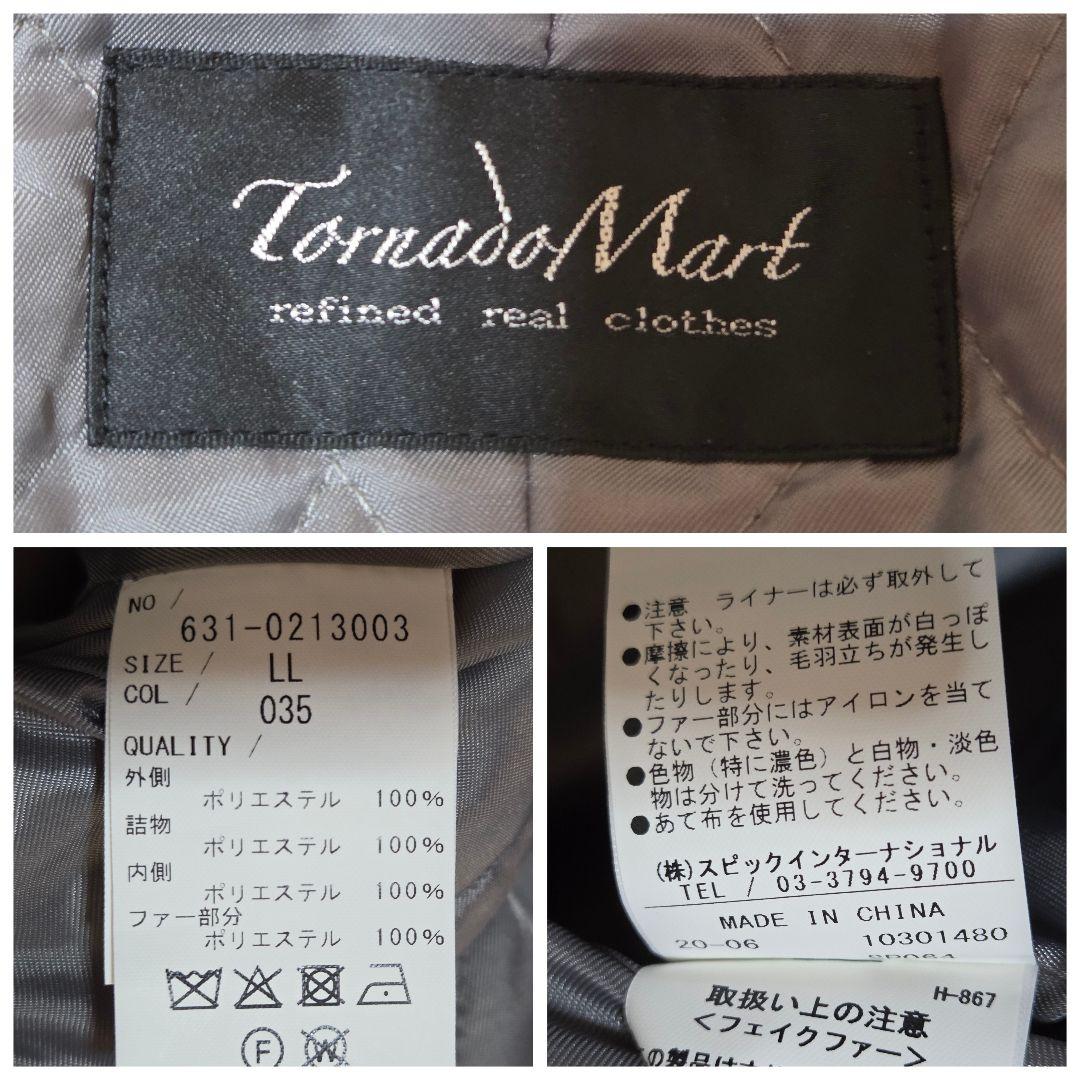 Tornado Mart
refined real clothes
NO /
631-0213003
SIZE / LL
COL / 035
QUALITY /
外側
ポリエステル 100%
詰物
ポリエステル 100%
内側
ポリエステル 100%
ファー部分
ポリエステル 100%
F W
●注意 ライナーは必ず取外して
下さい。
●摩擦により、素材表面が白っぽ
くなったり、毛羽立ちが発生し
たりします。
●ファー部分にはアイロンを当て
ないで下さい。
●色物(特に濃色)と白物・淡色
物は分けて洗ってください。
●あて布を使用してください。
(株)スピックインターナショナル
TEL / 03-3794-9700
MADE IN CHINA
20-06 10301480
H-867
取扱い上の注意
<フェイクファー>